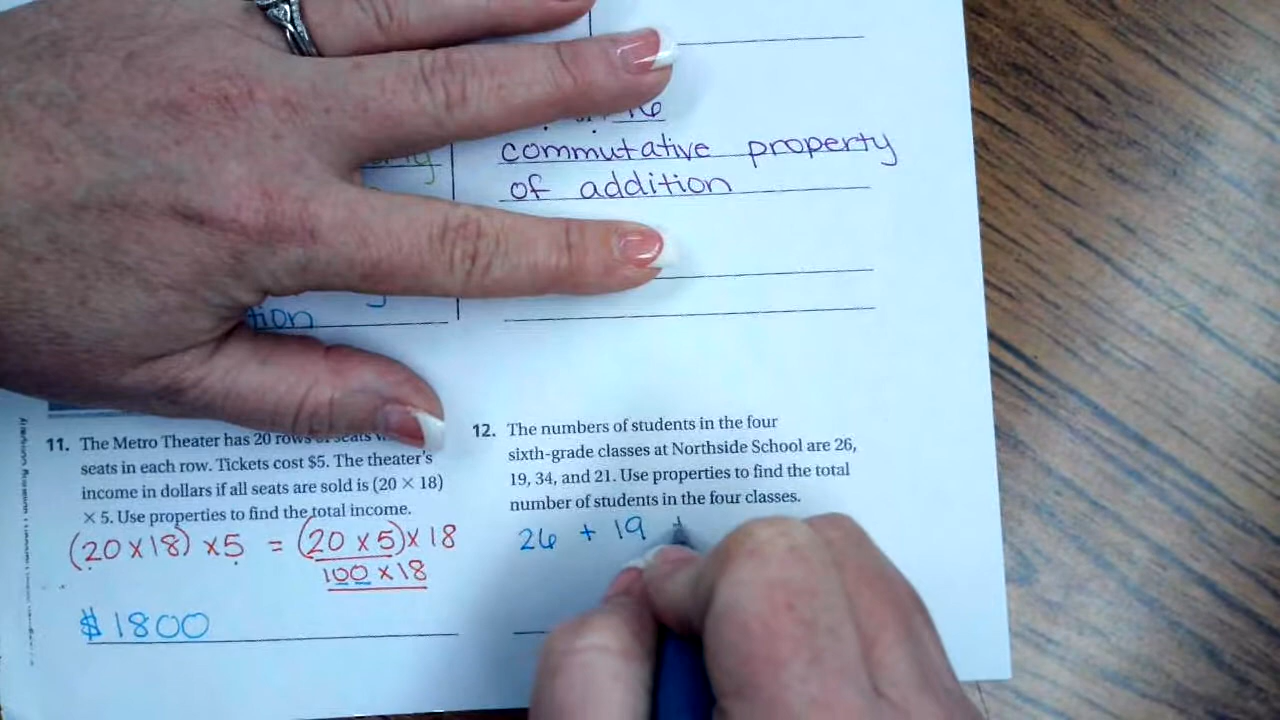 16
commutative property
of addition
tion
11. The Metro Theater has 20 rows of seats
seats in each row. Tickets cost $5. The theater's
income in dollars if all seats are sold is (20 × 18)
× 5. Use properties to find the total income.
(20 x 18) x 5 = (20 x 5) x 18
100 x 18
$ 1800
12. The numbers of students in the four
sixth-grade classes at Northside School are 26,
19, 34, and 21. Use properties to find the total
number of students in the four classes.
26 + 19 +